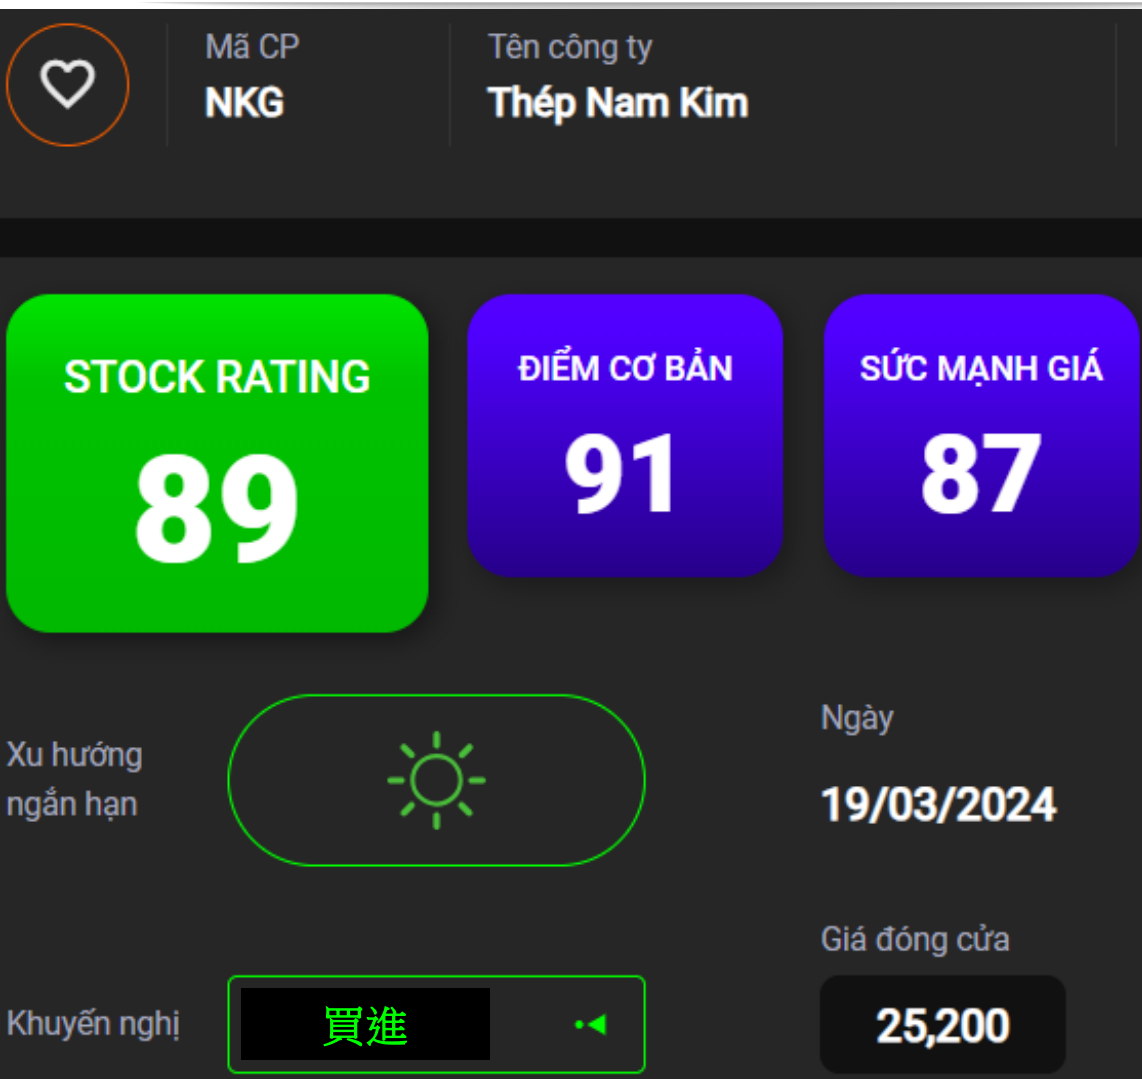 Mã CP
NKG
Tên công ty
Thép Nam Kim
STOCK RATING
89
ĐIỂM CƠ BẢN
91
SỨC MẠNH GIÁ
87
Xu hướng
ngắn hạn
Ngày
19/03/2024
Khuyến nghị
買進
Giá đóng cửa
25,200